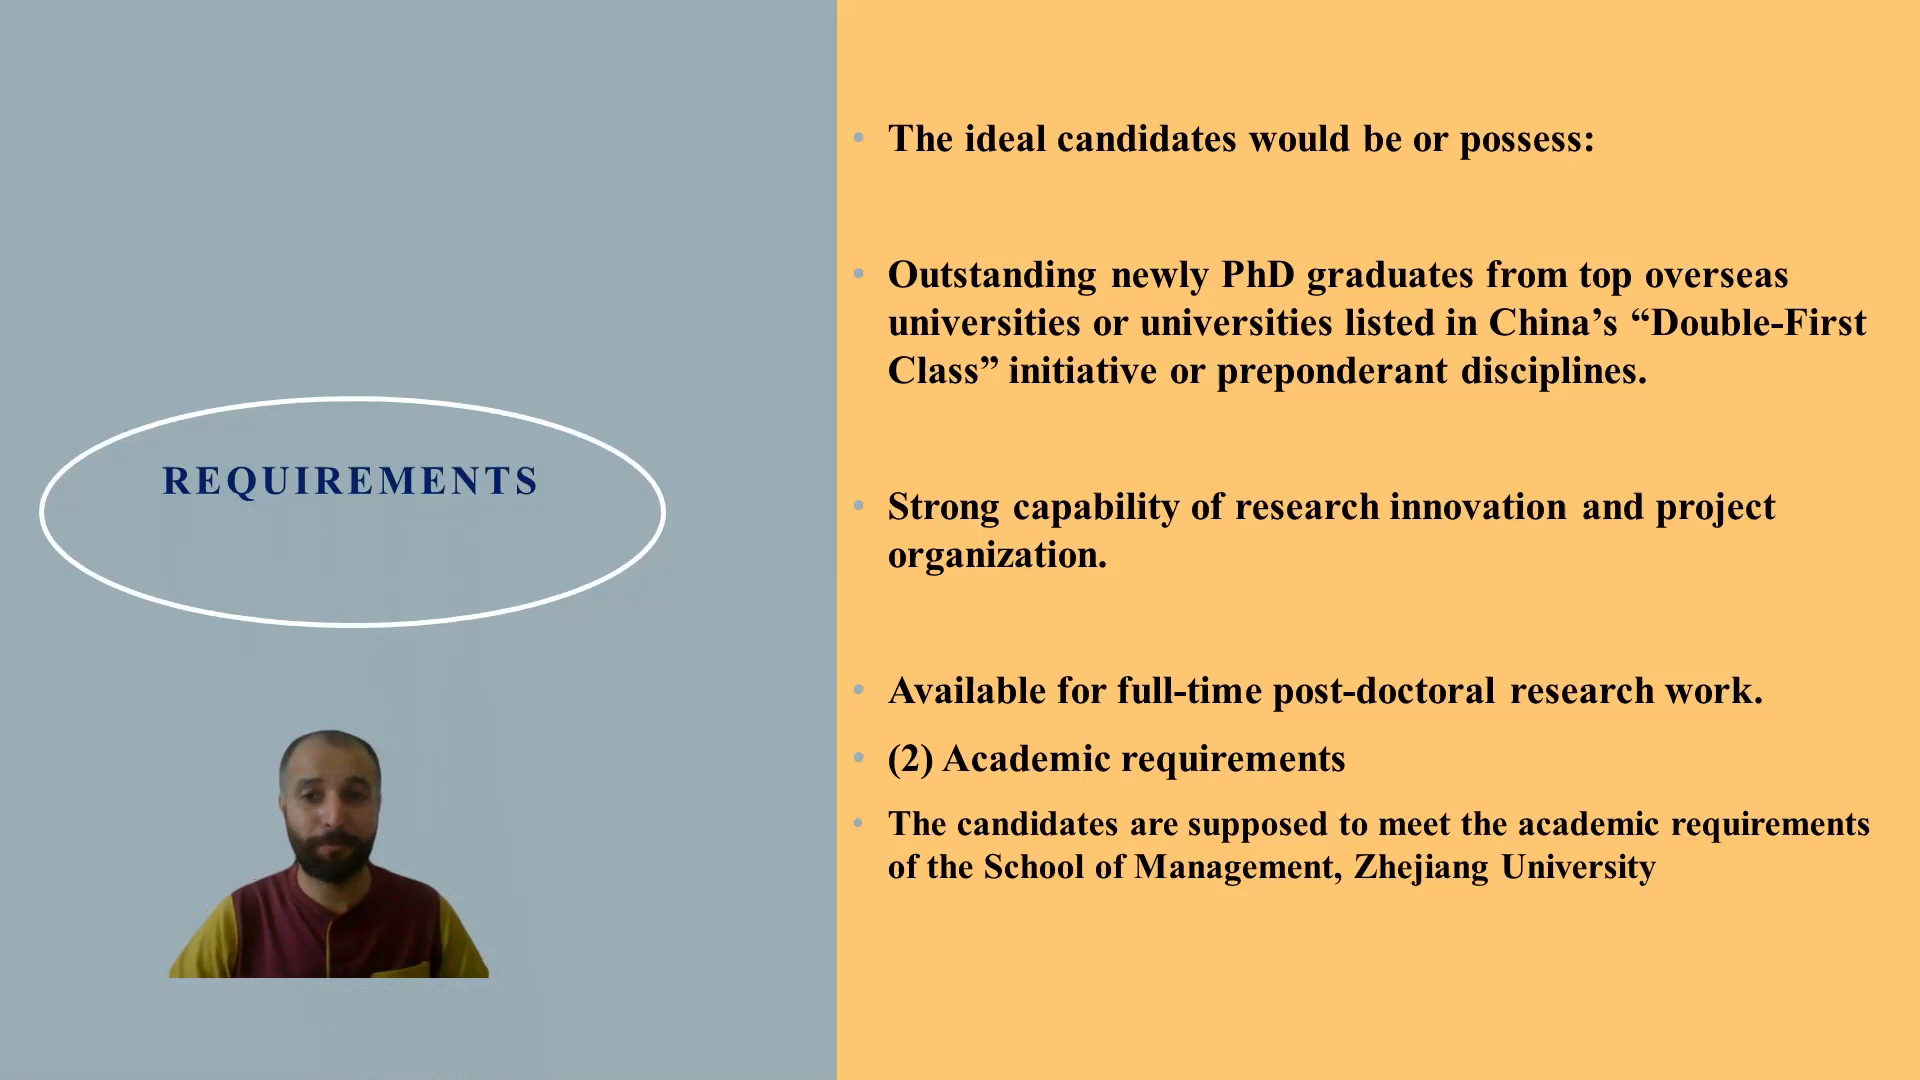 REQUIREMENTS
• The ideal candidates would be or possess:
• Outstanding newly PhD graduates from top overseas
universities or universities listed in China’s “Double-First
Class” initiative or preponderant disciplines.
• Strong capability of research innovation and project
organization.
• Available for full-time post-doctoral research work.
• (2) Academic requirements
• The candidates are supposed to meet the academic requirements
of the School of Management, Zhejiang University